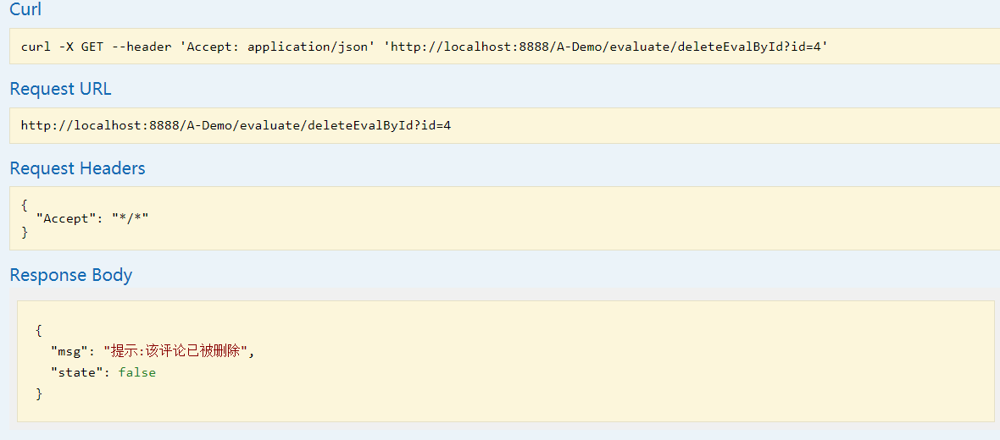 Curl
curl -X GET --header 'Accept: application/json' 'http://localhost:8888/A-Demo/evaluate/deleteEvalById?id=4'
Request URL
http://localhost:8888/A-Demo/evaluate/deleteEvalById?id=4
Request Headers
{
  "Accept": "*/*"
}
Response Body
{
  "msg": "提示:该评论已被删除",
  "state": false
}